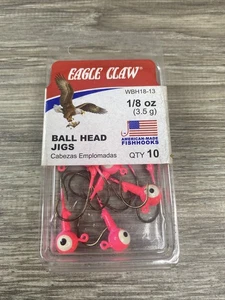 EAGLE CLAW
WBH18-13
1/8 oz
(3.5 g)
BALL HEAD
JIGS
Cabezas Emplomadas
AMERICAN-MADE
FISHHOOKS
QTY 10